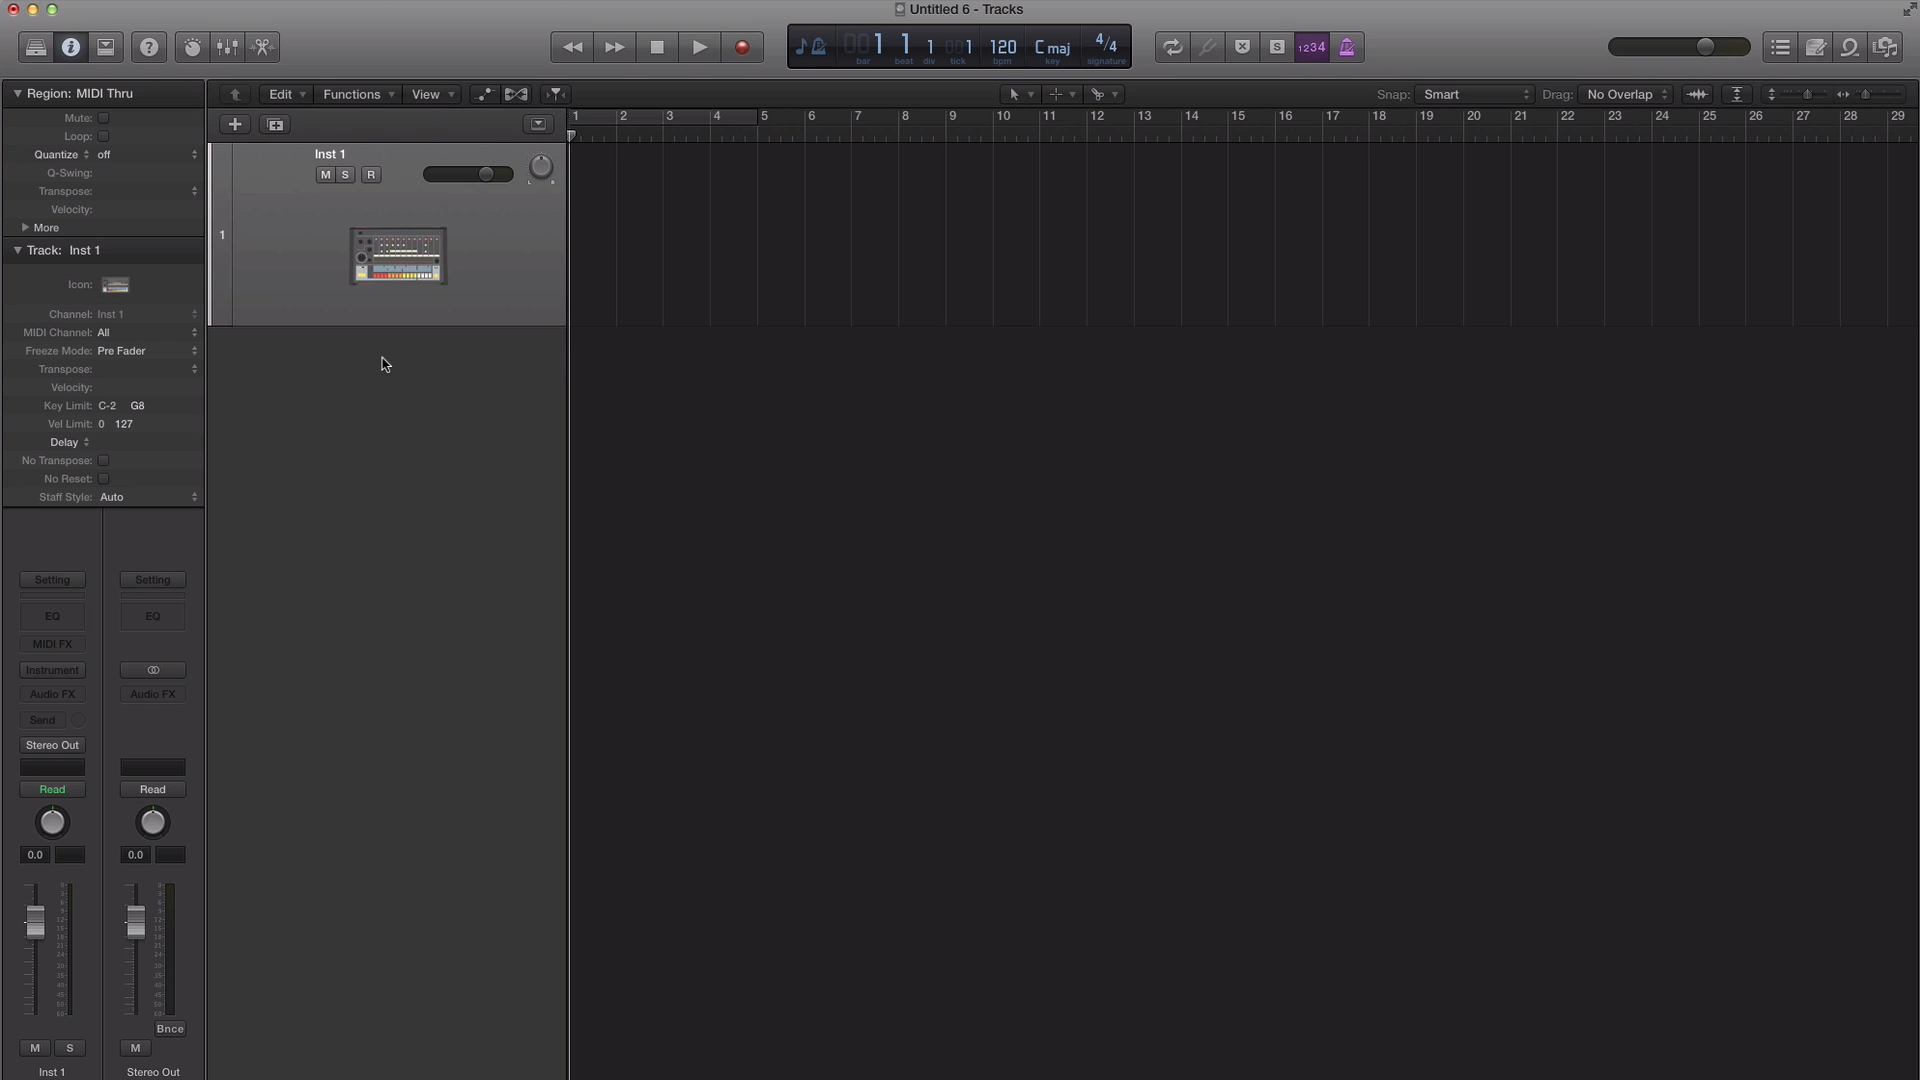 Untitled 6 - Tracks
1 1 1 1 120 C maj 4/4
bar beat div tick bpm key signature
1234
S
Region: MIDI Thru
Edit Functions View
Snap: Smart Drag: No Overlap
Mute:
Loop:
Quantize off
Q-Swing:
Transpose:
Velocity:
More
1 2 3 4 5 6 7 8 9 10 11 12 13 14 15 16 17 18 19 20 21 22 23 24 25 26 27 28 29
Inst 1
M S R
L R
1
Track: Inst 1
Icon:
Channel: Inst 1
MIDI Channel: All
Freeze Mode: Pre Fader
Transpose:
Velocity:
Key Limit: C-2 G8
Vel Limit: 0 127
Delay
No Transpose:
No Reset:
Staff Style: Auto
Setting Setting
EQ EQ
MIDI FX
Instrument
Audio FX Audio FX
Send
Stereo Out
Read Read
0.0 0.0
Bnce
M S M
Inst 1 Stereo Out